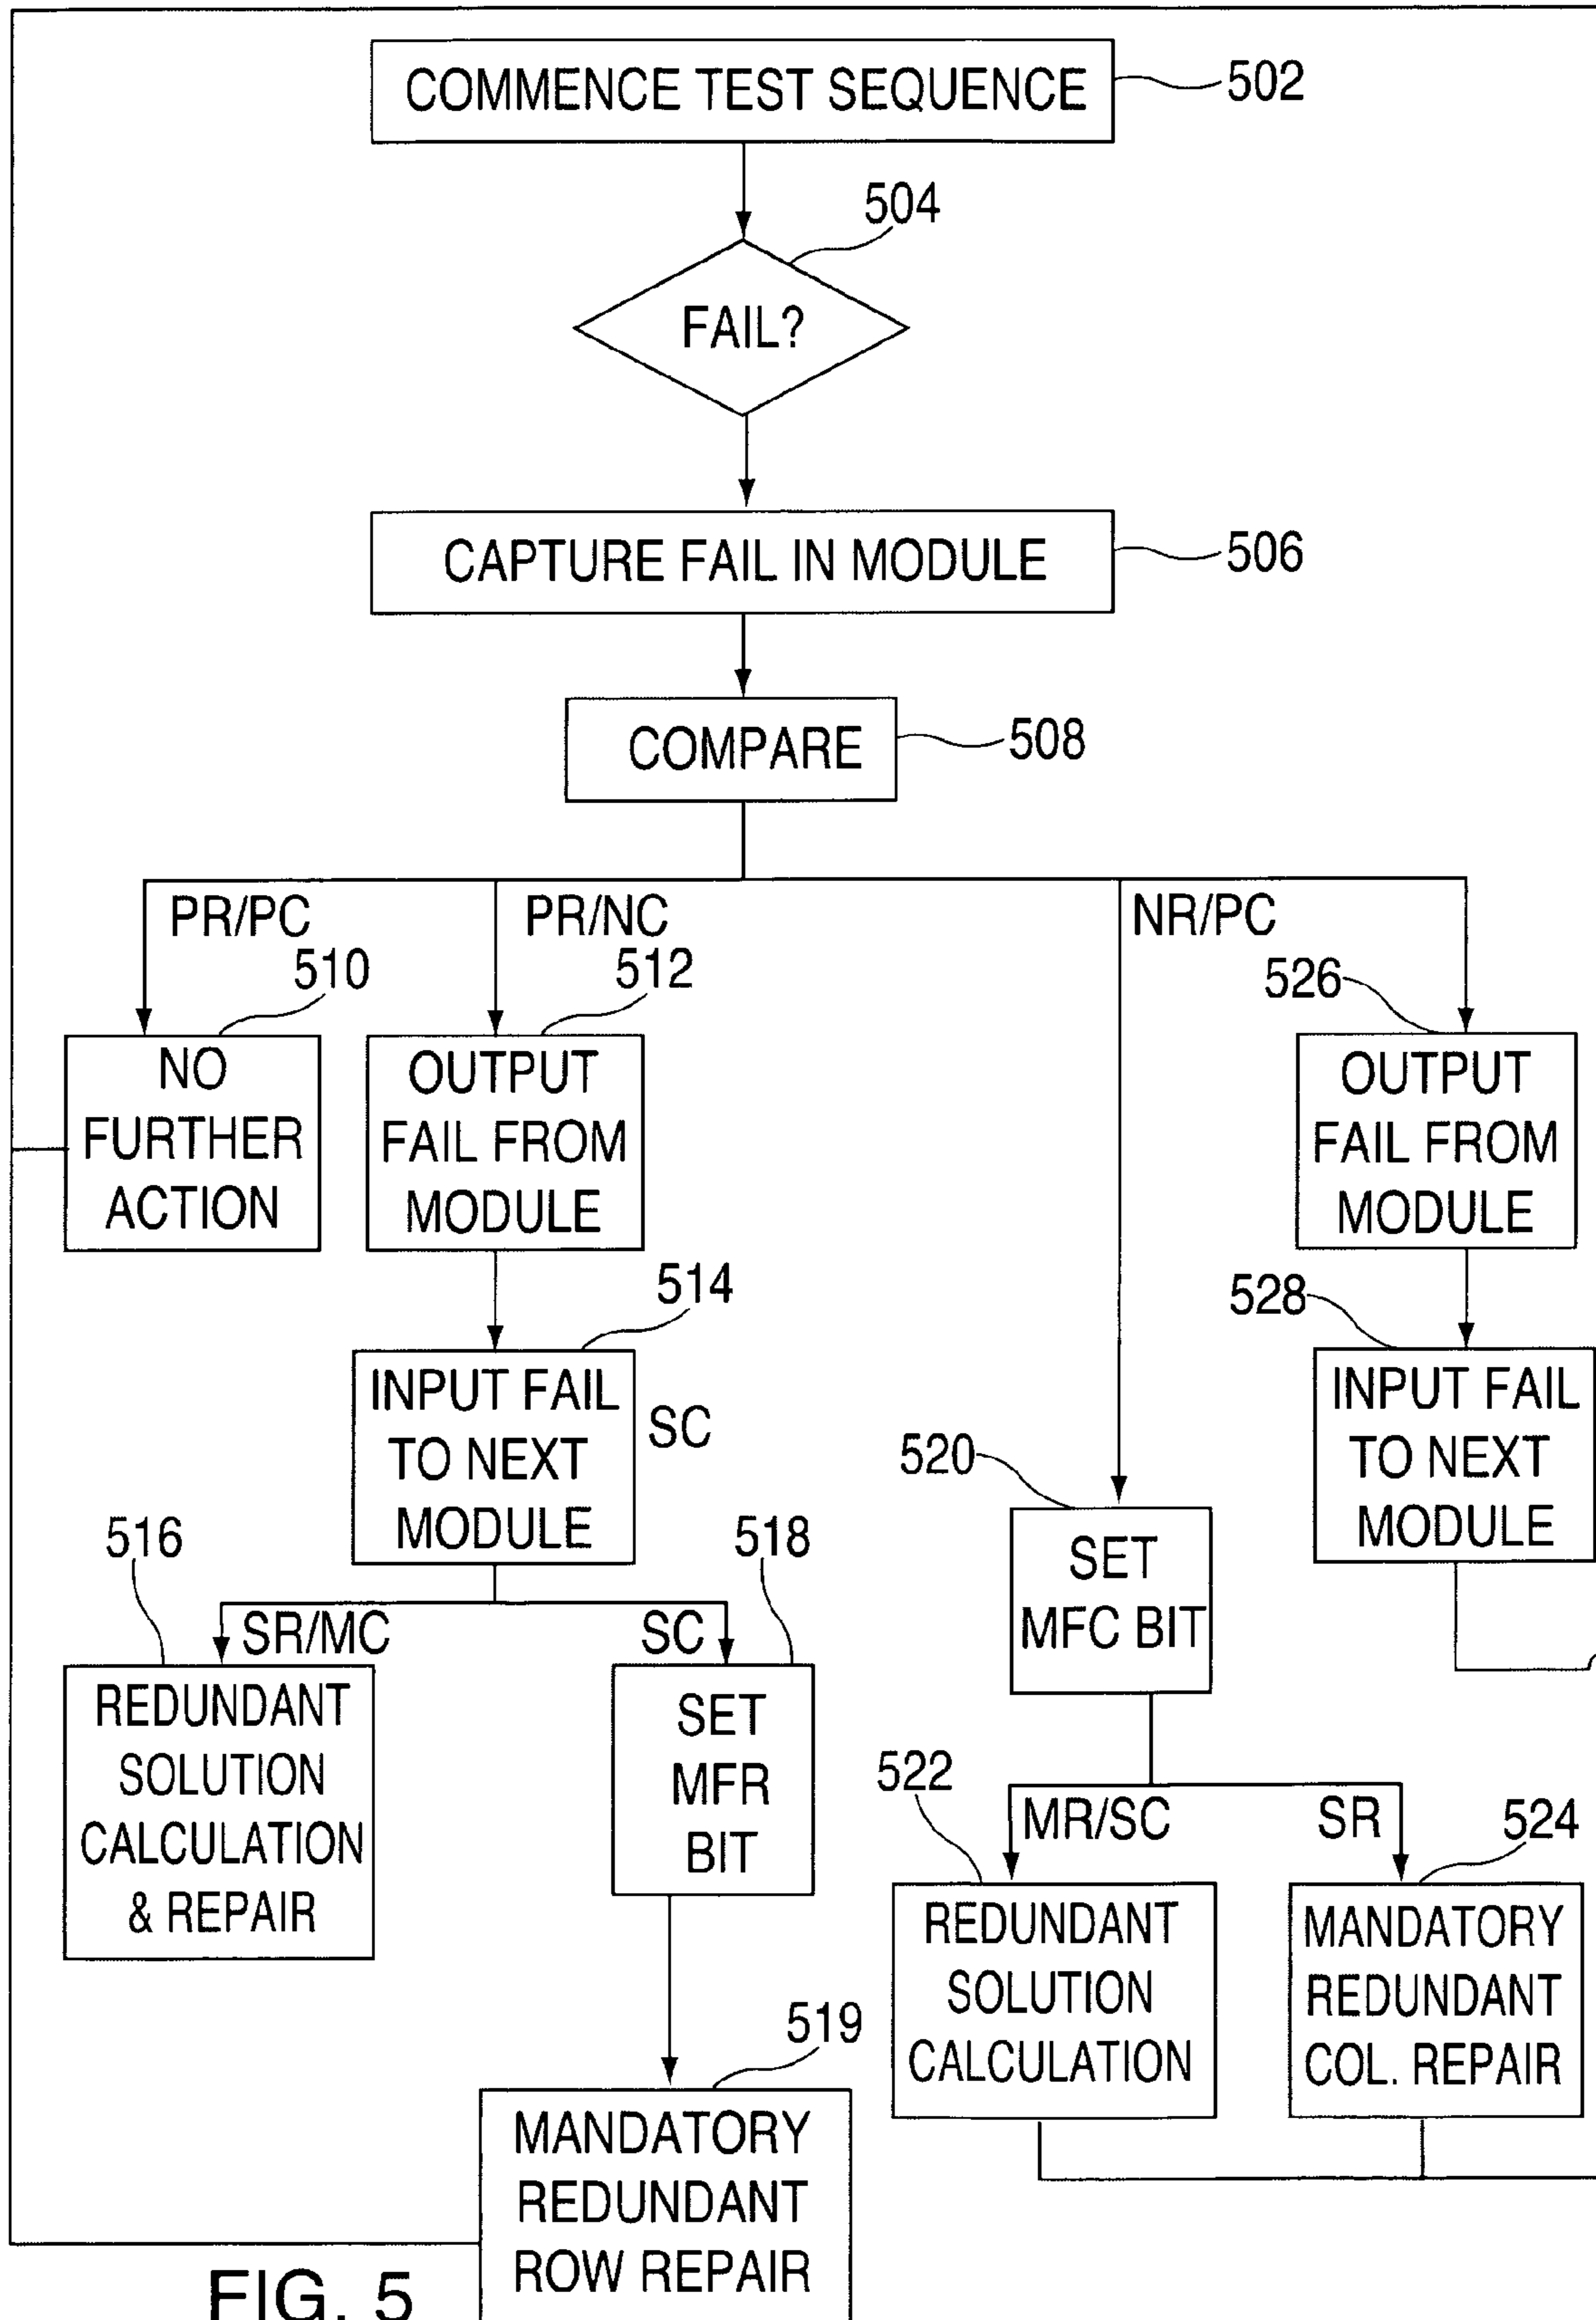 COMMENCE TEST SEQUENCE
502
504
FAIL?
CAPTURE FAIL IN MODULE
506
COMPARE
508
PR/PC
PR/NC
NR/PC
510
512
526
NO
FURTHER
ACTION
OUTPUT
FAIL FROM
MODULE
OUTPUT
FAIL FROM
MODULE
514
528
INPUT FAIL
TO NEXT
MODULE
SC
INPUT FAIL
TO NEXT
MODULE
520
516
518
SET
MFC BIT
SR/MC
SC
REDUNDANT
SOLUTION
CALCULATION
& REPAIR
SET
MFR
BIT
522
MR/SC
SR
524
REDUNDANT
SOLUTION
CALCULATION
MANDATORY
REDUNDANT
COL. REPAIR
519
MANDATORY
REDUNDANT
ROW REPAIR
FIG. 5